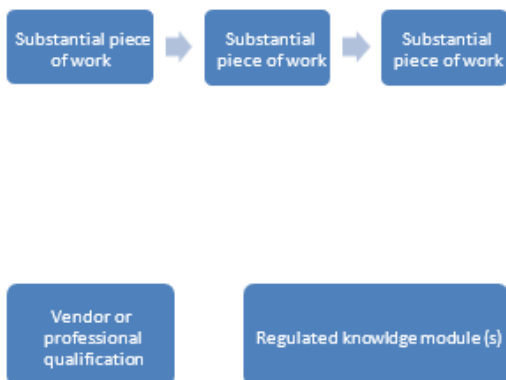 Substantial piece
of work
Substantial
piece of work
Substantial
piece of work
Vendor or
professional
qualification
Regulated knowldge module (s)